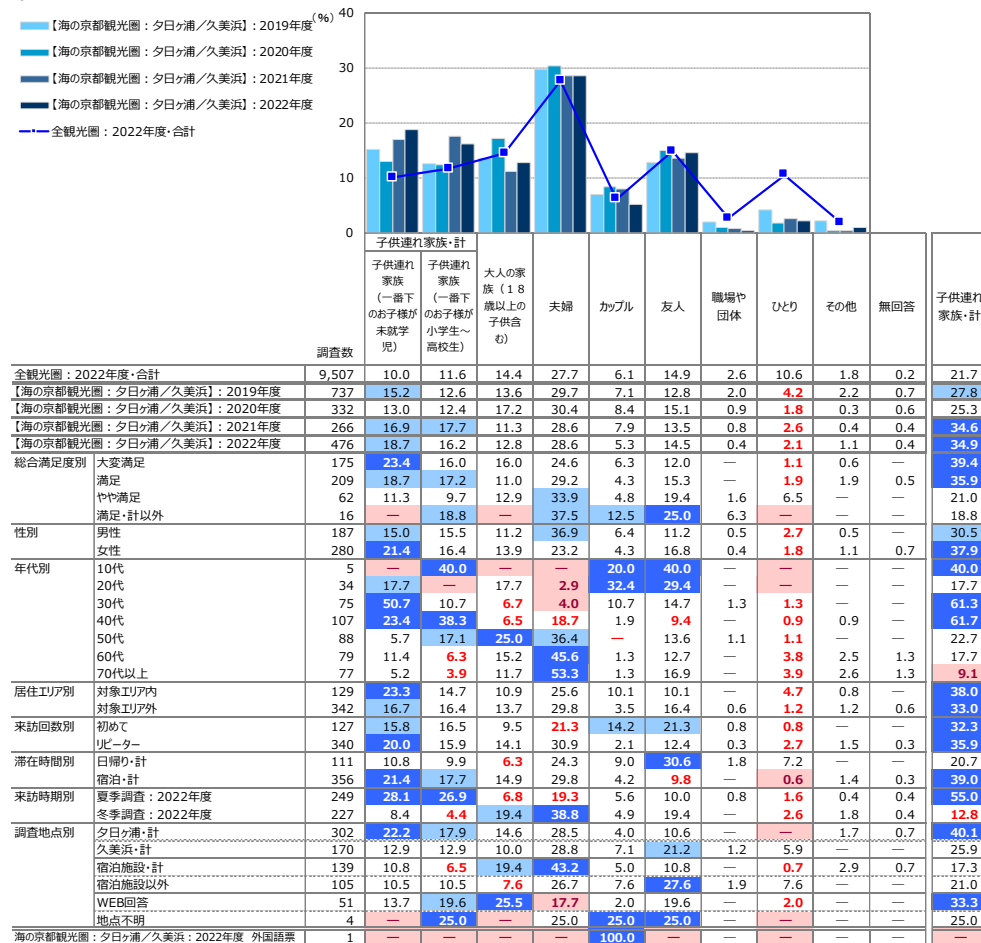 (%)
40
30
20
10
0
【海の京都観光圏：夕日ヶ浦／久美浜】：2019年度
【海の京都観光圏：夕日ヶ浦／久美浜】：2020年度
【海の京都観光圏：夕日ヶ浦／久美浜】：2021年度
【海の京都観光圏：夕日ヶ浦／久美浜】：2022年度
全観光圏：2022年度・合計
調査数
子供連れ家族・計
子供連れ
家族
（一番下
のお子様が
未就学
児）
子供連れ
家族
（一番下
のお子様が
小学生～
高校生）
大人の家
族（１８
歳以上の
子供含
む）
夫婦
カップル
友人
職場や
団体
ひとり
その他
無回答
子供連れ
家族・計
全観光圏：2022年度・合計 9,507 10.0 11.6 14.4 27.7 6.1 14.9 2.6 10.6 1.8 0.2 21.7
【海の京都観光圏：夕日ヶ浦／久美浜】：2019年度 737 15.2 12.6 13.6 29.7 7.1 12.8 2.0 4.2 2.2 0.7 27.8
【海の京都観光圏：夕日ヶ浦／久美浜】：2020年度 332 13.0 12.4 17.2 30.4 8.4 15.1 0.9 1.8 0.3 0.6 25.3
【海の京都観光圏：夕日ヶ浦／久美浜】：2021年度 266 16.9 17.7 11.3 28.6 7.9 13.5 0.8 2.6 0.4 0.4 34.6
【海の京都観光圏：夕日ヶ浦／久美浜】：2022年度 476 18.7 16.2 12.8 28.6 5.3 14.5 0.4 2.1 1.1 0.4 34.9
総合満足度別 大変満足 175 23.4 16.0 16.0 24.6 6.3 12.0 — 1.1 0.6 — 39.4
満足 209 18.7 17.2 11.0 29.2 4.3 15.3 — 1.9 1.9 0.5 35.9
やや満足 62 11.3 9.7 12.9 33.9 4.8 19.4 1.6 6.5 — — 21.0
満足・計以外 16 — 18.8 — 37.5 12.5 25.0 6.3 — — — 18.8
性別 男性 187 15.0 15.5 11.2 36.9 6.4 11.2 0.5 2.7 0.5 — 30.5
女性 280 21.4 16.4 13.9 23.2 4.3 16.8 0.4 1.8 1.1 0.7 37.9
年代別 10代 5 — 40.0 — — 20.0 40.0 — — — — 40.0
20代 34 17.7 — 17.7 2.9 32.4 29.4 — — — — 17.7
30代 75 50.7 10.7 6.7 4.0 10.7 14.7 1.3 1.3 — — 61.3
40代 107 23.4 38.3 6.5 18.7 1.9 9.4 — 0.9 0.9 — 61.7
50代 88 5.7 17.1 25.0 36.4 — 13.6 1.1 1.1 — — 22.7
60代 79 11.4 6.3 15.2 45.6 1.3 12.7 — 3.8 2.5 1.3 17.7
70代以上 77 5.2 3.9 11.7 53.3 1.3 16.9 — 3.9 2.6 1.3 9.1
居住エリア別 対象エリア内 129 23.3 14.7 10.9 25.6 10.1 10.1 — 4.7 0.8 — 38.0
対象エリア外 342 16.7 16.4 13.7 29.8 3.5 16.4 0.6 1.2 1.2 0.6 33.0
来訪回数別 初めて 127 15.8 16.5 9.5 21.3 14.2 21.3 0.8 0.8 — — 32.3
リピーター 340 20.0 15.9 14.1 30.9 2.1 12.4 0.3 2.7 1.5 0.3 35.9
滞在時間別 日帰り・計 111 10.8 9.9 6.3 24.3 9.0 30.6 1.8 7.2 — — 20.7
宿泊・計 356 21.4 17.7 14.9 29.8 4.2 9.8 — 0.6 1.4 0.3 39.0
来訪時期別 夏季調査：2022年度 249 28.1 26.9 6.8 19.3 5.6 10.0 0.8 1.6 0.4 0.4 55.0
冬季調査：2022年度 227 8.4 4.4 19.4 38.8 4.9 19.4 — 2.6 1.8 0.4 12.8
調査地点別 夕日ヶ浦・計 302 22.2 17.9 14.6 28.5 4.0 10.6 — — 1.7 0.7 40.1
久美浜・計 170 12.9 12.9 10.0 28.8 7.1 21.2 1.2 5.9 — — 25.9
宿泊施設・計 139 10.8 6.5 19.4 43.2 5.0 10.8 — 0.7 2.9 0.7 17.3
宿泊施設以外 105 10.5 10.5 7.6 26.7 7.6 27.6 1.9 7.6 — — 21.0
WEB回答 51 13.7 19.6 25.5 17.7 2.0 19.6 — 2.0 — — 33.3
地点不明 4 — 25.0 — 25.0 25.0 25.0 — — — — 25.0
海の京都観光圏：夕日ヶ浦／久美浜：2022年度 外国語票 1 — — — — 100.0 — — — — — —